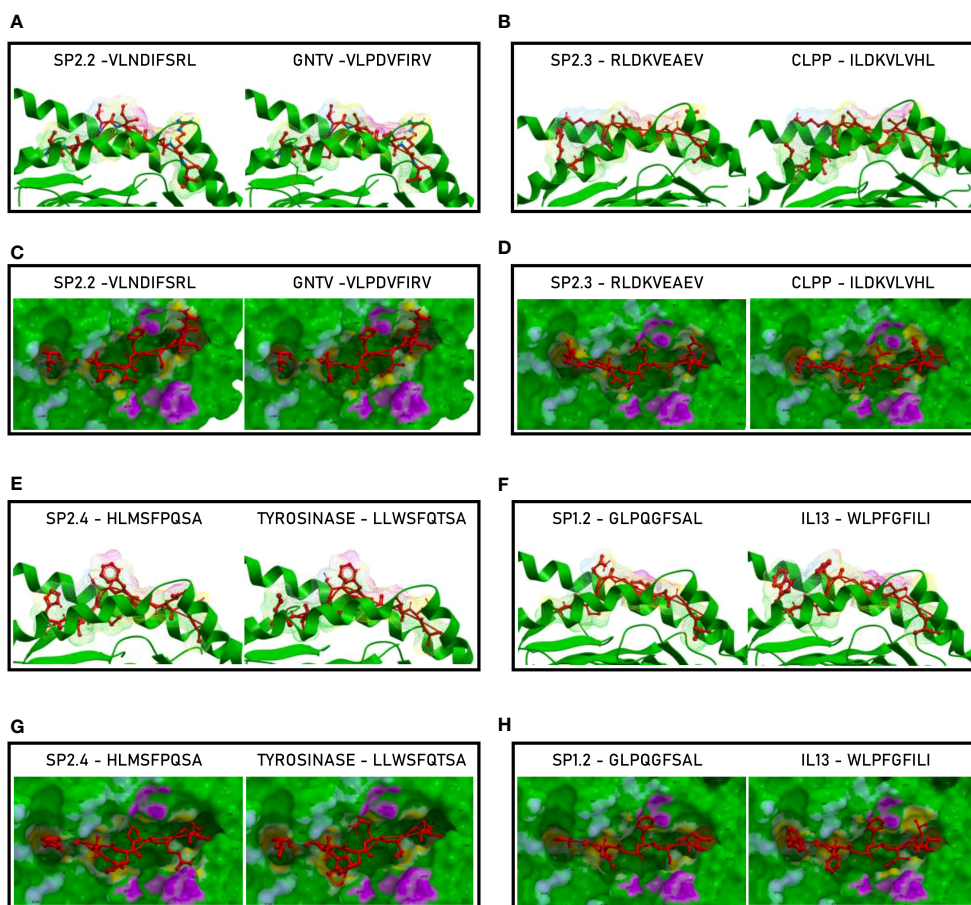 A
SP2.2 -VLNDIFSRL GNTV -VLPDVFIRV
B
SP2.3 - RLDKVEAEV CLPP - ILDKVLVHL
C
SP2.2 -VLNDIFSRL GNTV -VLPDVFIRV
D
SP2.3 - RLDKVEAEV CLPP - ILDKVLVHL
E
SP2.4 - HLMSFPQSA TYROSINASE - LLWSFQTSA
F
SP1.2 - GLPQGFSAL IL13 - WLPFGFILI
G
SP2.4 - HLMSFPQSA TYROSINASE - LLWSFQTSA
H
SP1.2 - GLPQGFSAL IL13 - WLPFGFILI